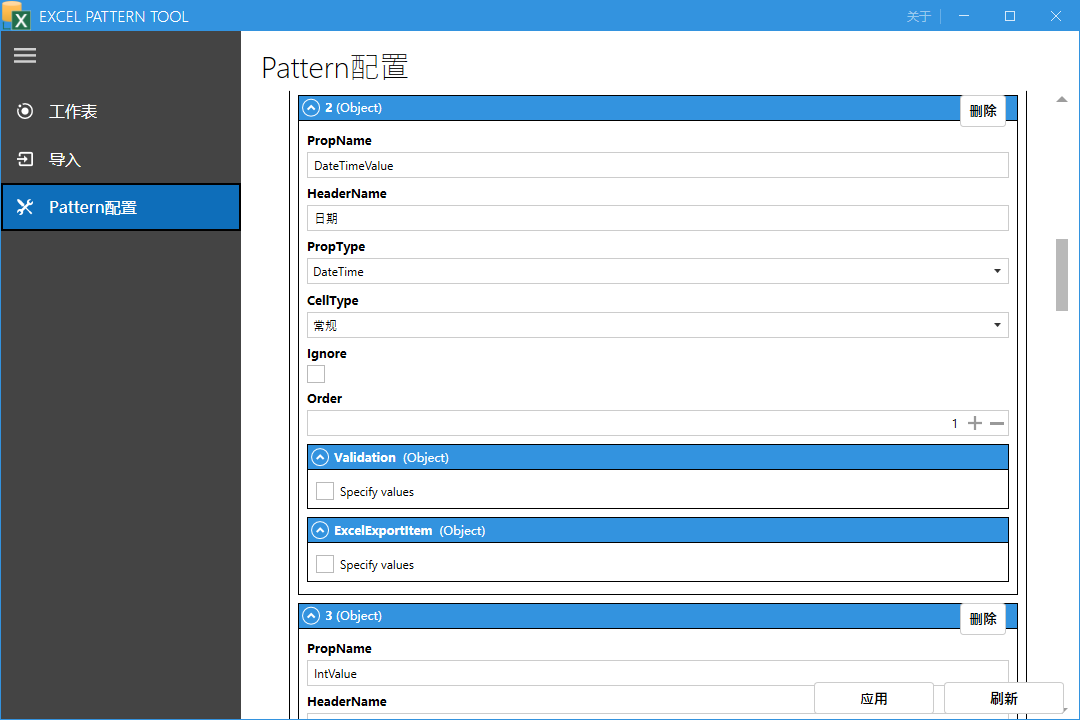 EXCEL PATTERN TOOL
关于
工作表
导入
Pattern配置
Pattern配置
2 (Object)
删除
PropName
DateTimeValue
HeaderName
日期
PropType
DateTime
CellType
常规
Ignore
Order
1
Validation (Object)
Specify values
ExcelExportItem (Object)
Specify values
3 (Object)
删除
PropName
IntValue
HeaderName
应用
刷新